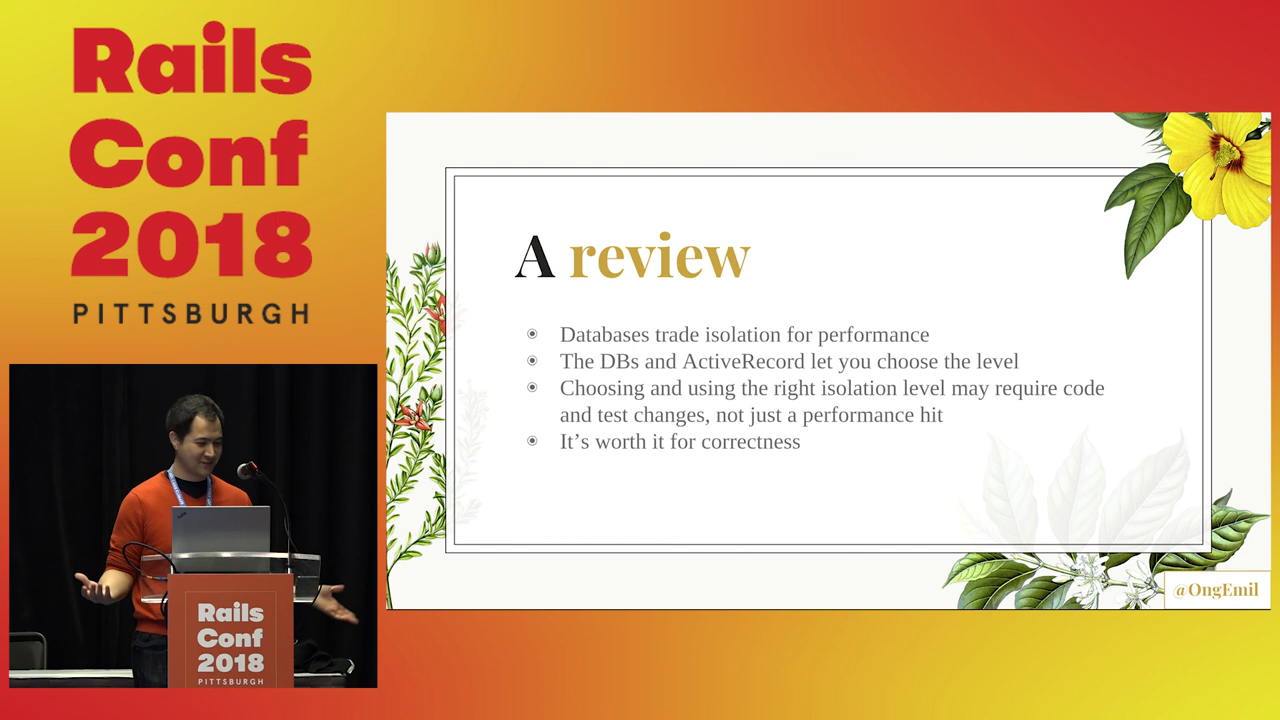 Rails
Conf
2018
PITTSBURGH
A review
Databases trade isolation for performance
The DBs and ActiveRecord let you choose the level
Choosing and using the right isolation level may require code
and test changes, not just a performance hit
It’s worth it for correctness
@OngEmil
Rails
Conf
2018
PITTSBURGH